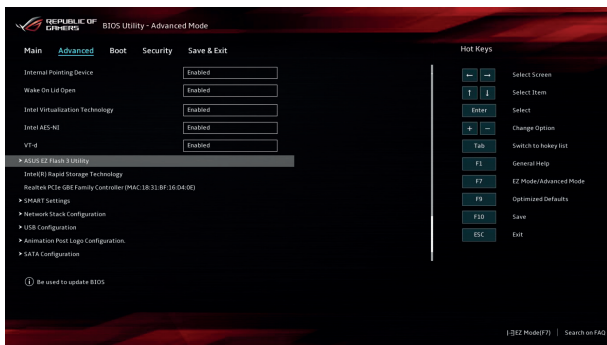 REPUBLIC OF GAMERS BIOS Utility - Advanced Mode
Main Advanced Boot Security Save & Exit
Hot Keys
Internal Pointing Device Enabled
Wake On Lid Open Enabled
Intel Virtualization Technology Enabled
Intel AES-NI Enabled
VT-d Enabled
> ASUS EZ Flash 3 Utility
Intel(R) Rapid Storage Technology
Realtek PCIe GBE Family Controller (MAC:18:31:BF:16:D4:0E)
> SMART Settings
> Network Stack Configuration
> USB Configuration
> Animation Post Logo Configuration.
> SATA Configuration
i Be used to update BIOS
← → Select Screen
↑ ↓ Select Item
Enter Select
+ − Change Option
Tab Switch to hokey list
F1 General Help
F7 EZ Mode/Advanced Mode
F9 Optimized Defaults
F10 Save
ESC Exit
EZ Mode(F7) | Search on FAQ